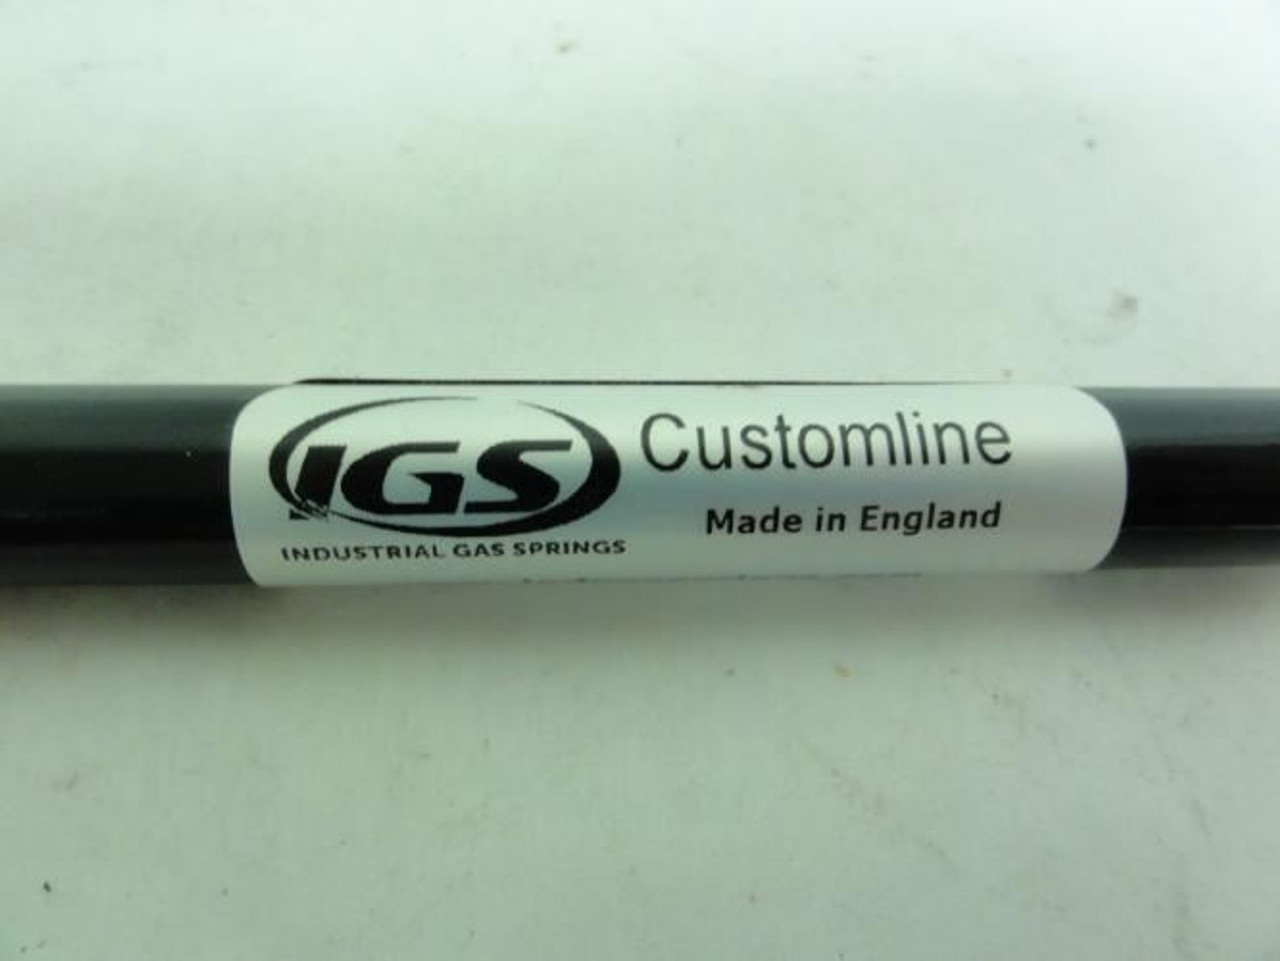 IGS
INDUSTRIAL GAS SPRINGS
Customline
Made in England